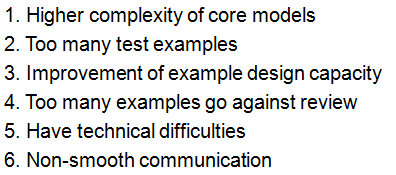 1. Higher complexity of core models
2. Too many test examples
3. Improvement of example design capacity
4. Too many examples go against review
5. Have technical difficulties
6. Non-smooth communication